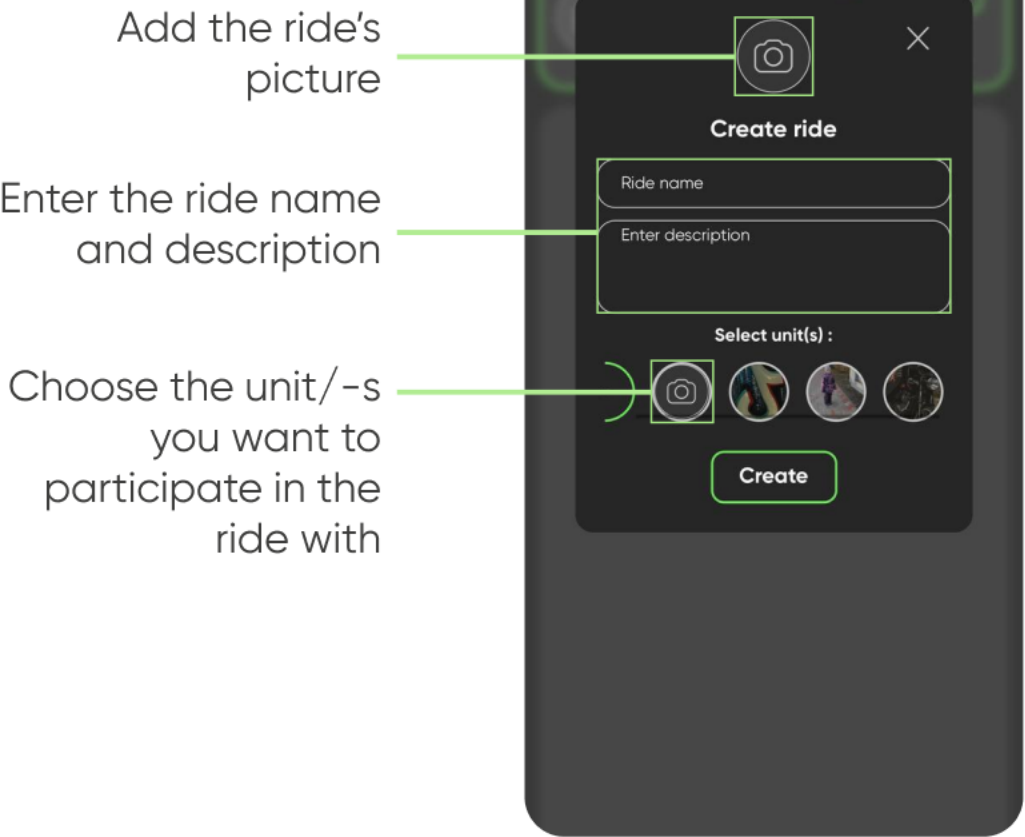 Add the ride's
picture
Create ride
Enter the ride name
and description
Ride name
Enter description
Select unit(s) :
Choose the unit/-s
you want to
participate in the
ride with
Create